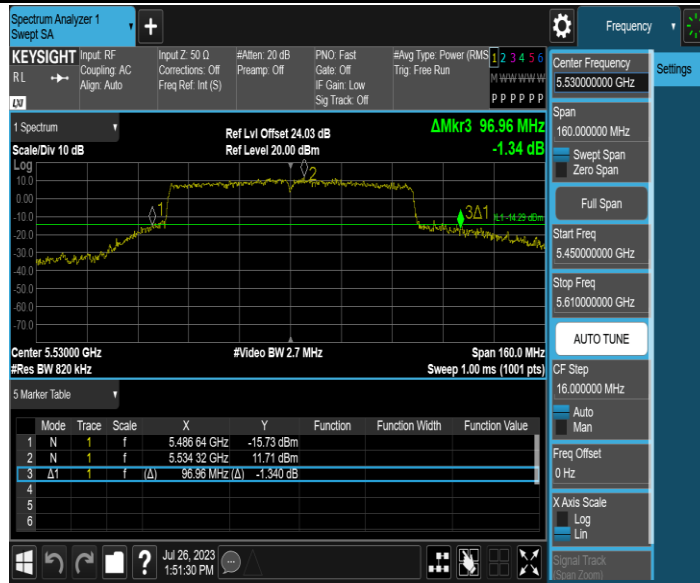 Spectrum Analyzer 1
Swept SA
Frequency
KEYSIGHT
RL
LXI
Input: RF
Coupling: AC
Align: Auto
Input Z: 50 Ω
Corrections: Off
Freq Ref: Int (S)
#Atten: 20 dB
Preamp: Off
PNO: Fast
Gate: Off
IF Gain: Low
Sig Track: Off
#Avg Type: Power (RMS
Trig: Free Run
1 2 3 4 5 6
M W W W W W
P P P P P P
Center Frequency
5.530000000 GHz
Settings
Span
160.000000 MHz
Swept Span
Zero Span
Full Span
Start Freq
5.450000000 GHz
Stop Freq
5.610000000 GHz
AUTO TUNE
CF Step
16.000000 MHz
Auto
Man
Freq Offset
0 Hz
X Axis Scale
Log
Lin
Signal Track
(Span Zoom)
1 Spectrum
Scale/Div 10 dB
Ref Lvl Offset 24.03 dB
Ref Level 20.00 dBm
ΔMkr3 96.96 MHz
-1.34 dB
Log
10.0
0.00
-10.0
-20.0
-30.0
-40.0
-50.0
-60.0
-70.0
1
2
3Δ1
DL1 -14.29 dBm
Center 5.53000 GHz
#Res BW 820 kHz
#Video BW 2.7 MHz
Span 160.0 MHz
Sweep 1.00 ms (1001 pts)
5 Marker Table
Mode Trace Scale X Y Function Function Width Function Value
1 N 1 f 5.486 64 GHz -15.73 dBm
2 N 1 f 5.534 32 GHz 11.71 dBm
3 Δ1 1 f (Δ) 96.96 MHz (Δ) -1.340 dB
4
5
6
?
Jul 26, 2023
1:51:30 PM